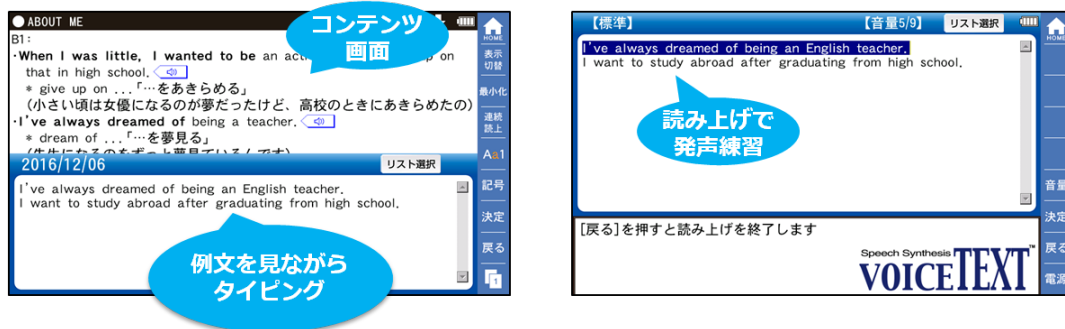 ABOUT ME
コンテンツ
画面
HOME
B1:
・When I was little, I wanted to be an
on
that in high school.
表示
切替
* give up on ...「…をあきらめる」
最小化
(小さい頃は女優になるのが夢だったけど、高校のときにあきらめたの)
・I've always dreamed of being a teacher.
連続
読上
* dream of ...「…を夢見る」
Aa1
2016/12/06
リスト選択
記号
I've always dreamed of being an English teacher.
I want to study abroad after graduating from high school.
決定
戻る
例文を見ながら
タイピング
1
【標準】
【音量5/9】
リスト選択
HOME
I've always dreamed of being an English teacher.
I want to study abroad after graduating from high school.
読み上げで
発声練習
音量
決定
[戻る]を押すと読み上げを終了します
戻る
Speech Synthesis
VOICETEXT™
電源